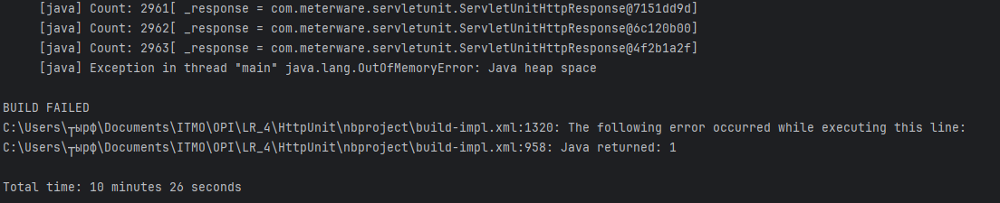 [java] Count: 2961[ _response = com.meterware.servletunit.ServletUnitHttpResponse@7151dd9d]
[java] Count: 2962[ _response = com.meterware.servletunit.ServletUnitHttpResponse@6c120b00]
[java] Count: 2963[ _response = com.meterware.servletunit.ServletUnitHttpResponse@4f2b1a2f]
[java] Exception in thread "main" java.lang.OutOfMemoryError: Java heap space
BUILD FAILED
C:\Users\┬ырф\Documents\ITMO\OPI\LR_4\HttpUnit\nbproject\build-impl.xml:1320: The following error occurred while executing this line:
C:\Users\┬ырф\Documents\ITMO\OPI\LR_4\HttpUnit\nbproject\build-impl.xml:958: Java returned: 1
Total time: 10 minutes 26 seconds